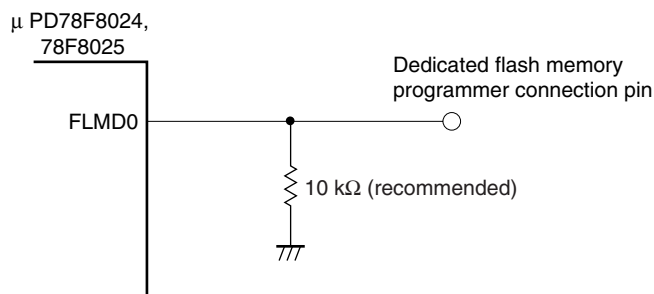 μ PD78F8024,
78F8025
Dedicated flash memory
programmer connection pin
FLMD0
10 kΩ (recommended)